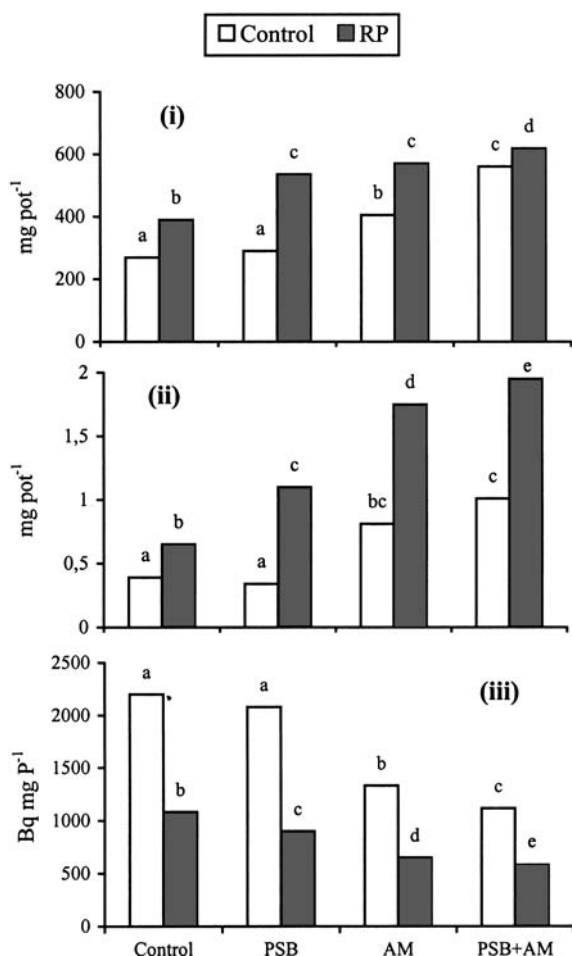 Control RP
800
(i)
d
c
c
c
600
b
b
400
a
a
200
0
mg pot-1
2
e
(ii)
d
1,5
c
c
bc
1
b
a
a
0,5
0
mg pot-1
2500
a
a
(iii)
2000
b
1500
c
b
c
1000
d
e
500
0
Bq mg P-1
Control PSB AM PSB+AM